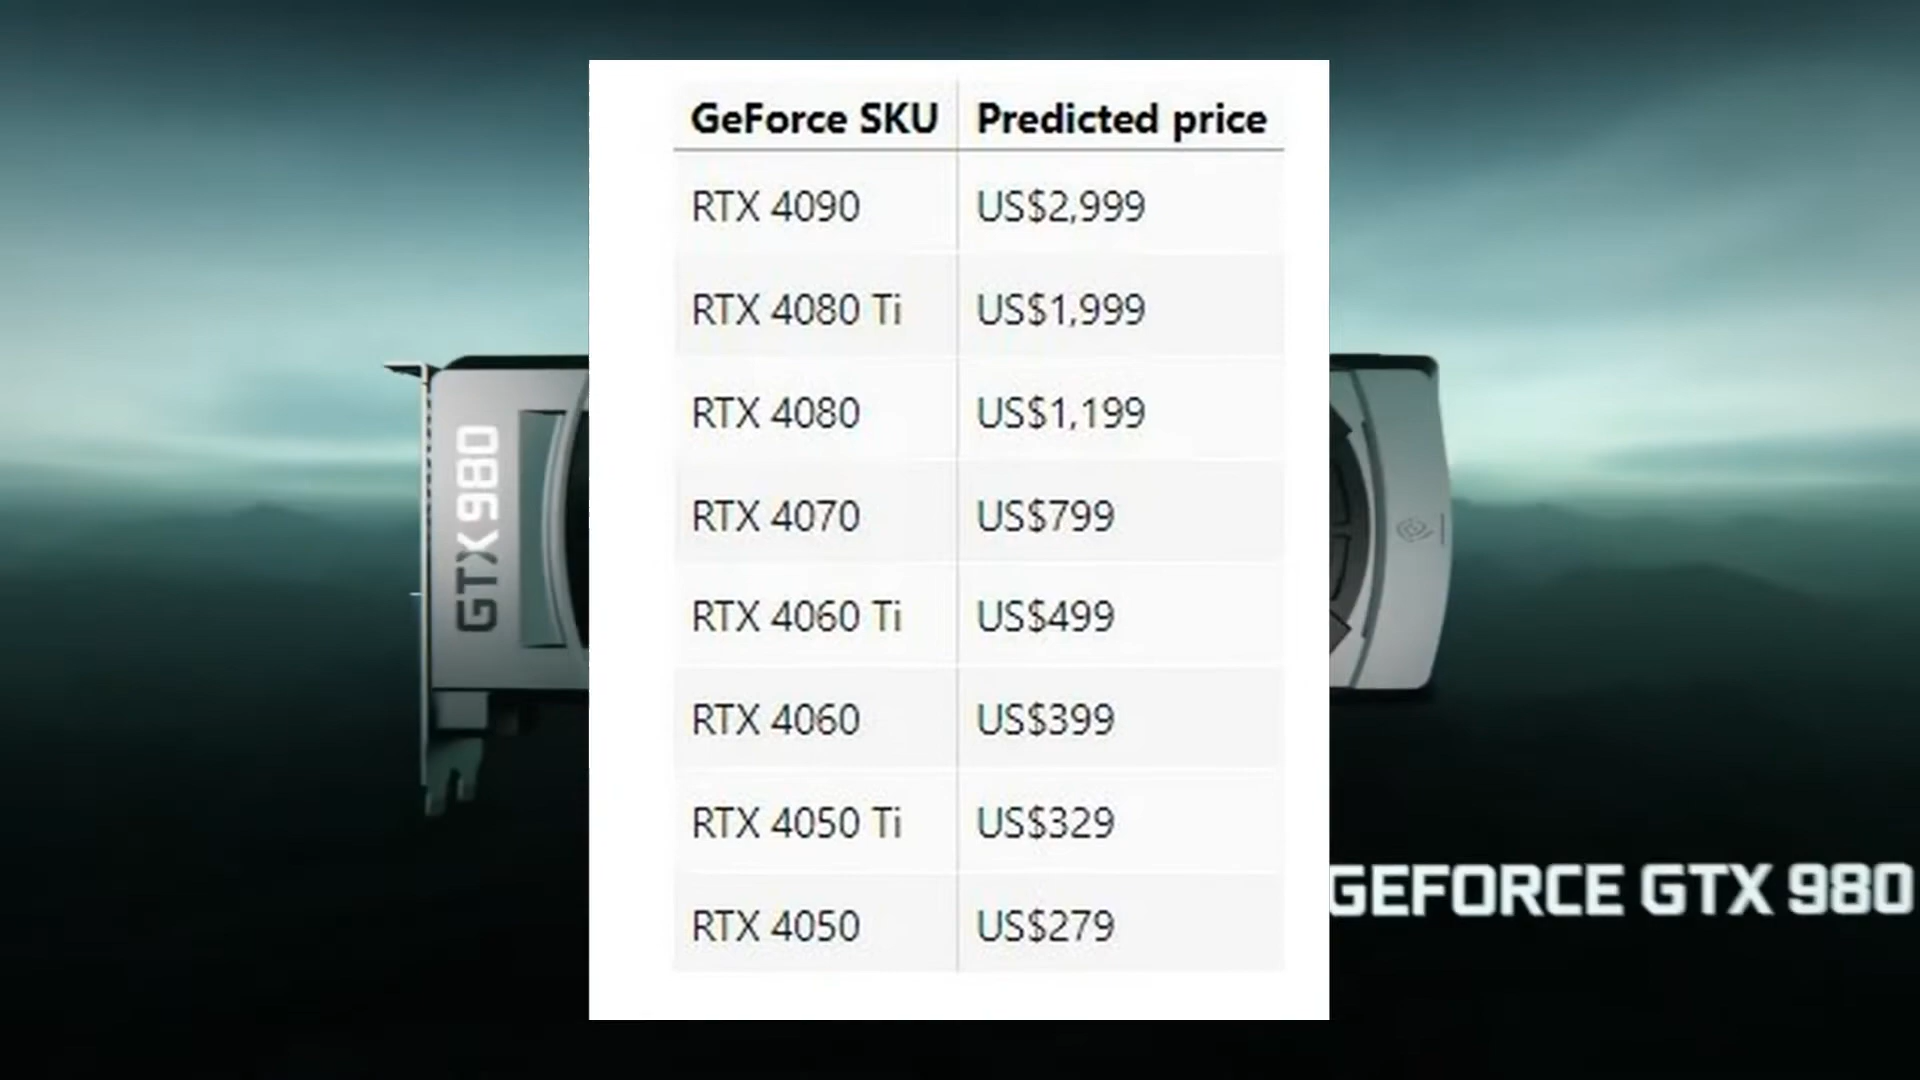 GeForce SKU Predicted price
RTX 4090 US$2,999
RTX 4080 Ti US$1,999
RTX 4080 US$1,199
RTX 4070 US$799
RTX 4060 Ti US$499
RTX 4060 US$399
RTX 4050 Ti US$329
RTX 4050 US$279
GTX 980
GEFORCE GTX 980